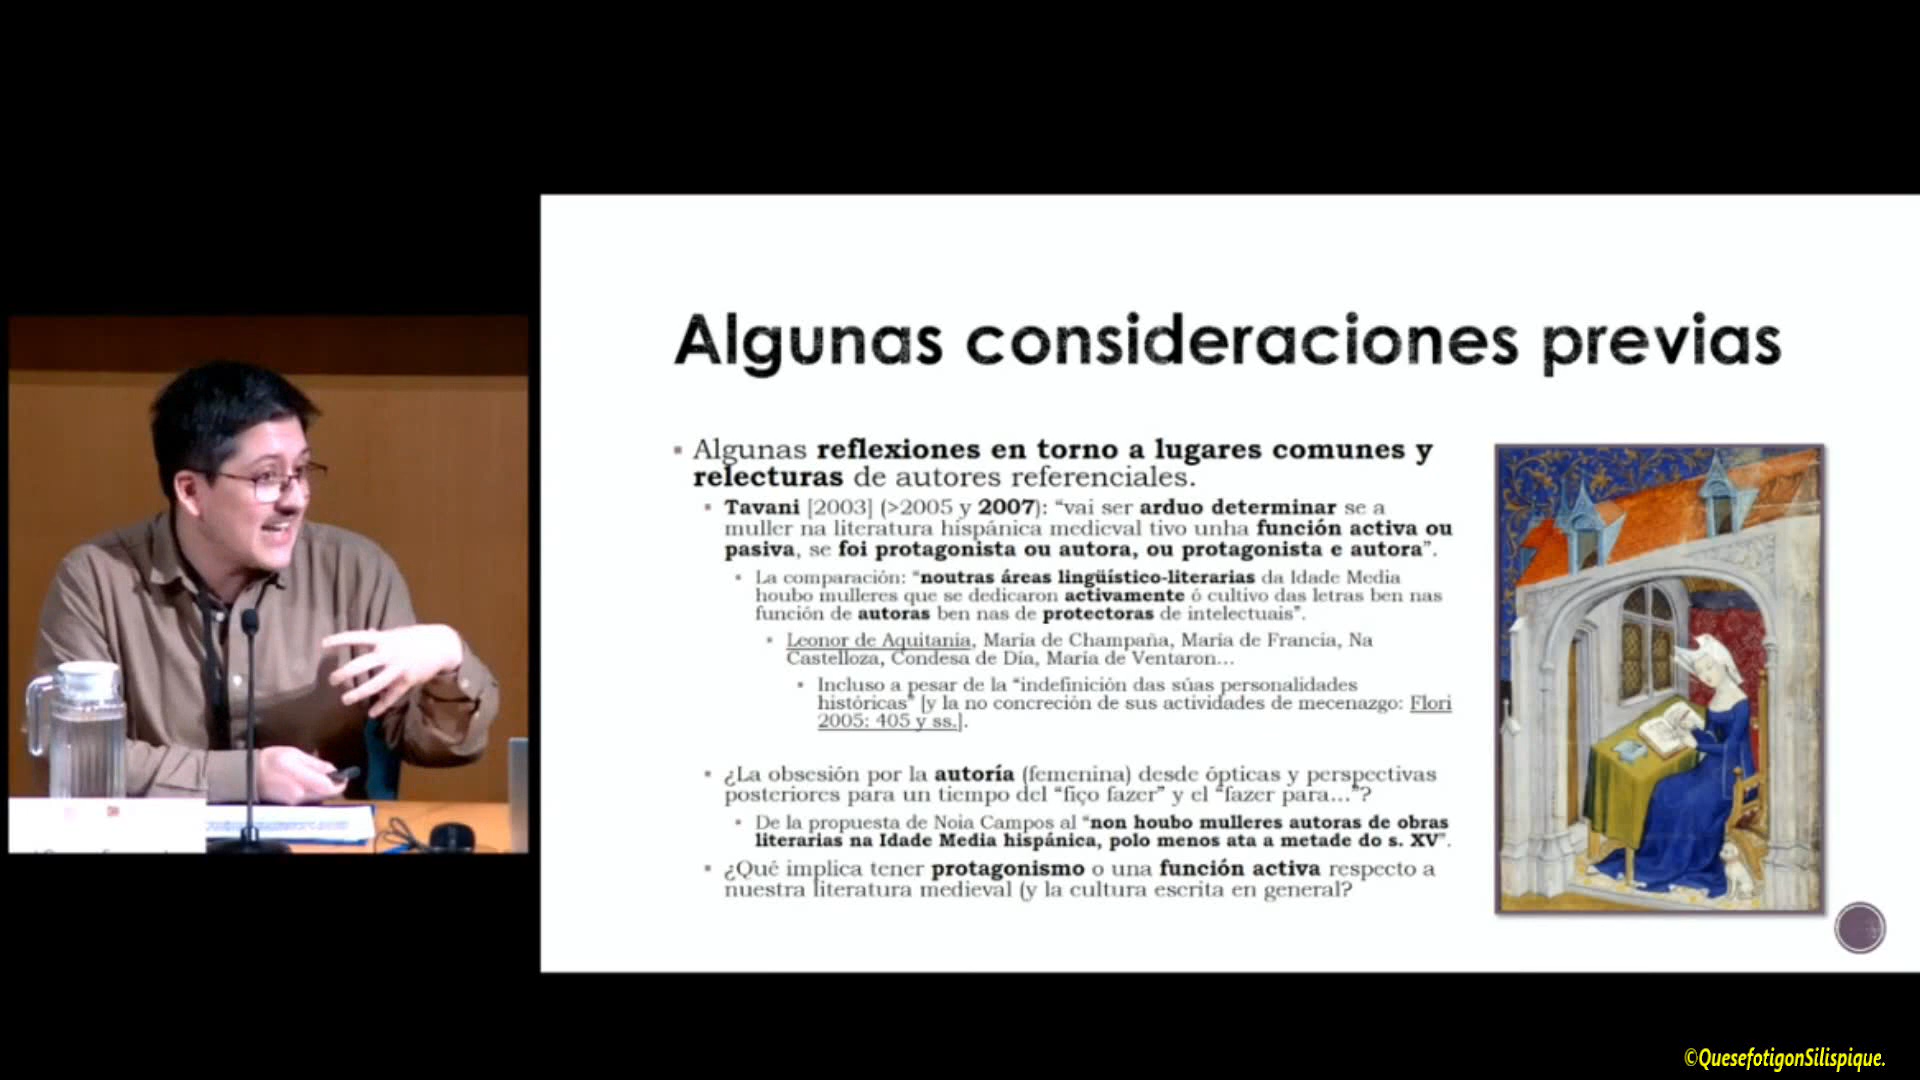 Algunas consideraciones previas
▪ Algunas reflexiones en torno a lugares comunes y
relecturas de autores referenciales.
▪ Tavani [2003] (>2005 y 2007): “vai ser arduo determinar se a
muller na literatura hispánica medieval tivo unha función activa ou
pasiva, se foi protagonista ou autora, ou protagonista e autora”.
▪ La comparación: “noutras áreas lingüístico-literarias da Idade Media
houbo mulleres que se dedicaron activamente ó cultivo das letras ben nas
función de autoras ben nas de protectoras de intelectuais”.
▪ Leonor de Aquitania, María de Champaña, María de Francia, Na
Castelloza, Condesa de Día, María de Ventaron…
▪ Incluso a pesar de la “indefinición das súas personalidades
históricas” [y la no concreción de sus actividades de mecenazgo: Flori
2005: 405 y ss.].
▪ ¿La obsesión por la autoría (femenina) desde ópticas y perspectivas
posteriores para un tiempo del “fiço fazer” y el “fazer para…”?
▪ De la propuesta de Noia Campos al “non houbo mulleres autoras de obras
literarias na Idade Media hispánica, polo menos ata a metade do s. XV”.
▪ ¿Qué implica tener protagonismo o una función activa respecto a
nuestra literatura medieval (y la cultura escrita en general?
©QuesefotigonSilispique.